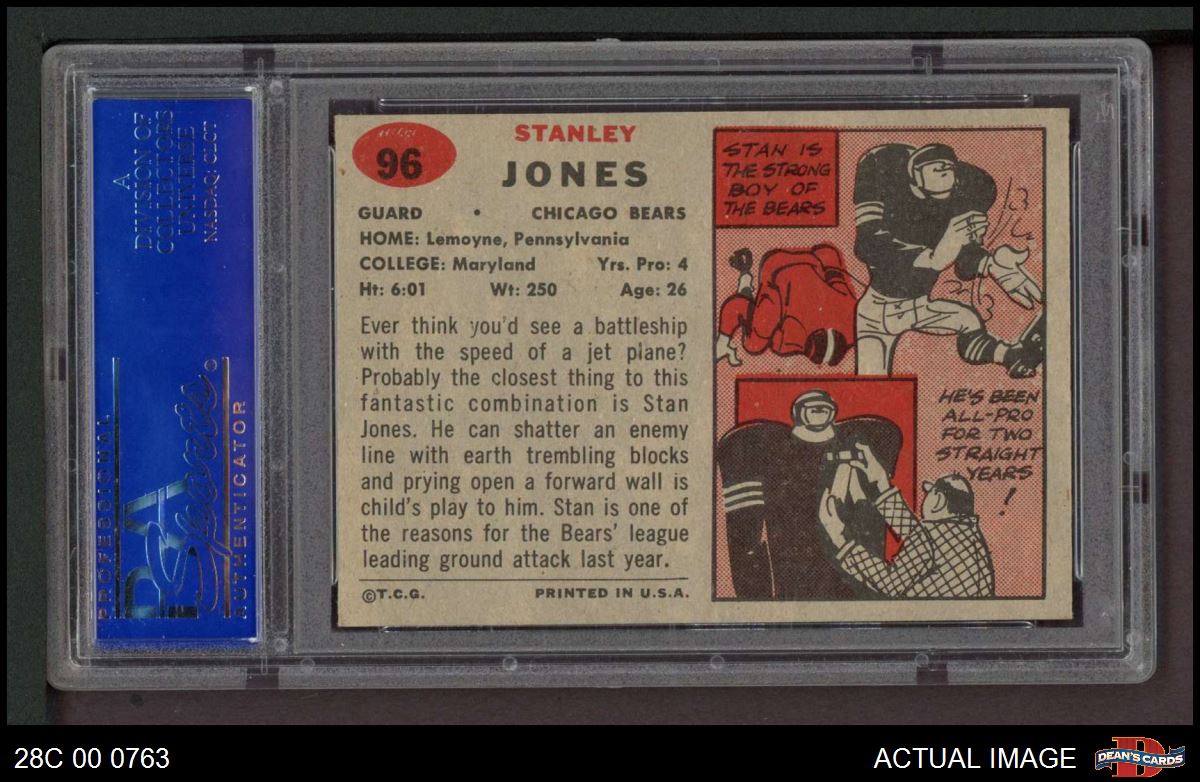 A
DIVISION OF
COLLECTORS
UNIVERSE
NASDAQ: CLCT
PROFESSIONAL
PSA
Sports
AUTHENTICATOR
96
STANLEY
JONES
GUARD • CHICAGO BEARS
HOME: Lemoyne, Pennsylvania
COLLEGE: Maryland Yrs. Pro: 4
Ht: 6:01 Wt: 250 Age: 26
Ever think you'd see a battleship
with the speed of a jet plane?
Probably the closest thing to this
fantastic combination is Stan
Jones. He can shatter an enemy
line with earth trembling blocks
and prying open a forward wall is
child's play to him. Stan is one of
the reasons for the Bears' league
leading ground attack last year.
©T.C.G. PRINTED IN U.S.A.
STAN IS
THE STRONG
BOY OF
THE BEARS
HE'S BEEN
ALL-PRO
FOR TWO
STRAIGHT
YEARS
!
28C 00 0763
ACTUAL IMAGE
D
DEAN'S CARDS